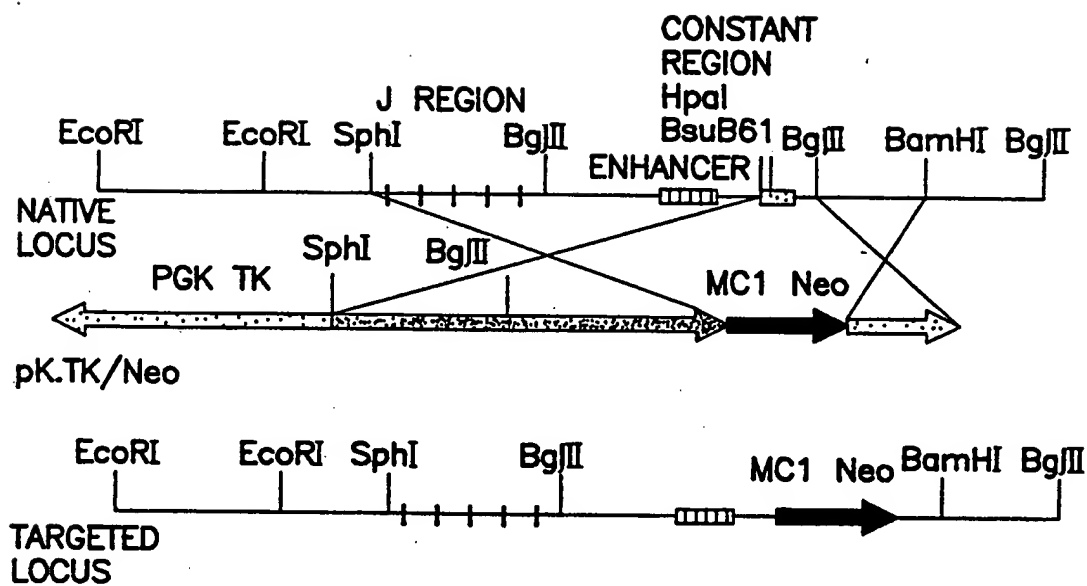 CONSTANT
REGION
HpaI
BsuB61
J REGION
EcoRI EcoRI SphI BglII ENHANCER BglII BamHI BglII
NATIVE
LOCUS
SphI BglII
PGK TK MC1 Neo
pK.TK/Neo
EcoRI EcoRI SphI BglII MC1 Neo BamHI BglII
TARGETED
LOCUS